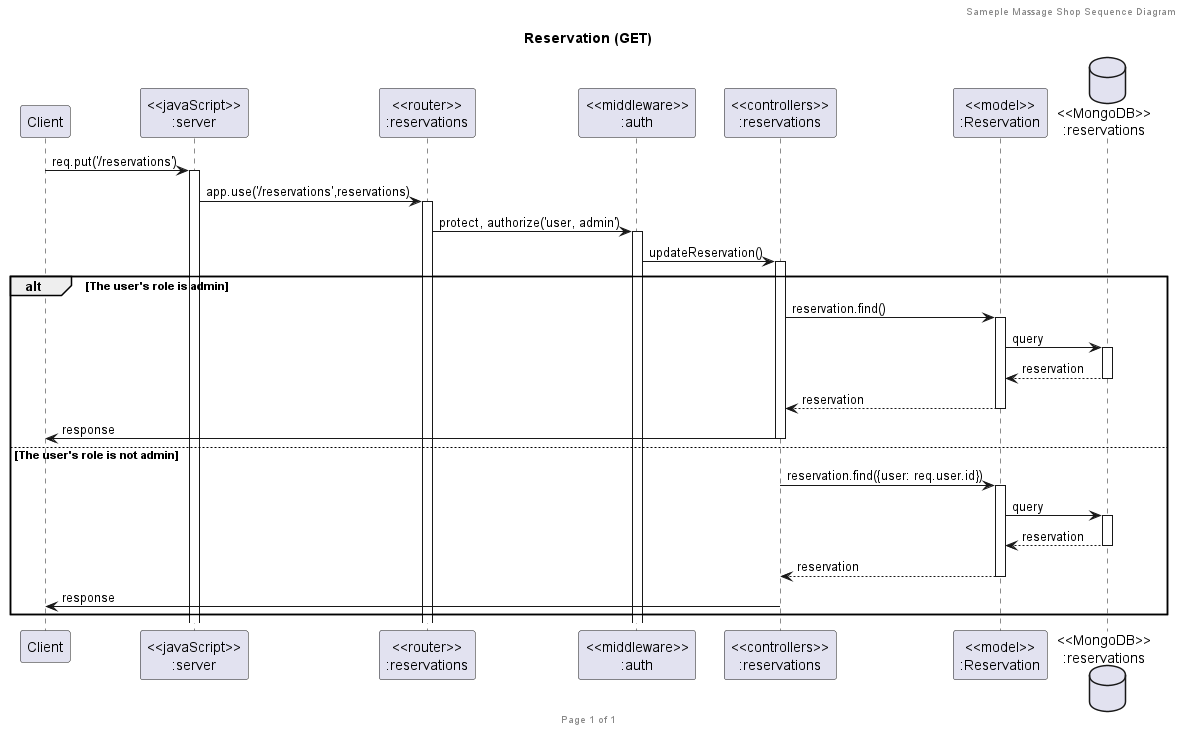 Sameple Massage Shop Sequence Diagram
Reservation (GET)
Client
<<javaScript>>
:server
<<router>>
:reservations
<<middleware>>
:auth
<<controllers>>
:reservations
<<model>>
:Reservation
<<MongoDB>>
:reservations
req.put('/reservations')
app.use('/reservations',reservations)
protect, authorize('user, admin')
updateReservation()
alt
[The user's role is admin]
reservation.find()
query
reservation
reservation
response
[The user's role is not admin]
reservation.find({user: req.user.id})
query
reservation
reservation
response
Client
<<javaScript>>
:server
<<router>>
:reservations
<<middleware>>
:auth
<<controllers>>
:reservations
<<model>>
:Reservation
<<MongoDB>>
:reservations
Page 1 of 1